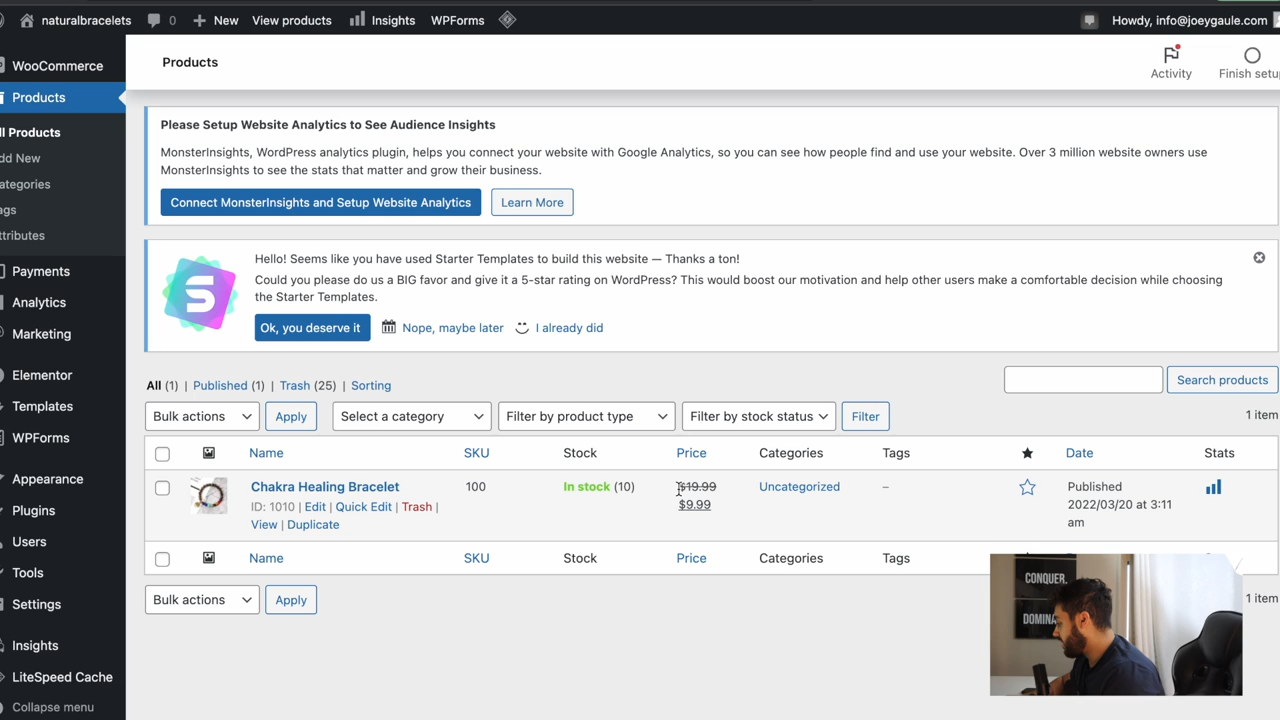 naturalbracelets 0 New View products Insights WPForms Howdy, info@joeygaule.com
WooCommerce
Products
ll Products
dd New
ategories
ags
ttributes
Payments
Analytics
Marketing
Elementor
Templates
WPForms
Appearance
Plugins
Users
Tools
Settings
Insights
LiteSpeed Cache
Collapse menu
Products
Activity Finish setu
Please Setup Website Analytics to See Audience Insights
MonsterInsights, WordPress analytics plugin, helps you connect your website with Google Analytics, so you can see how people find and use your website. Over 3 million website owners use
MonsterInsights to see the stats that matter and grow their business.
Connect MonsterInsights and Setup Website Analytics Learn More
Hello! Seems like you have used Starter Templates to build this website — Thanks a ton!
Could you please do us a BIG favor and give it a 5-star rating on WordPress? This would boost our motivation and help other users make a comfortable decision while choosing
the Starter Templates.
Ok, you deserve it Nope, maybe later I already did
All (1) | Published (1) | Trash (25) | Sorting
Search products
Bulk actions Apply Select a category Filter by product type Filter by stock status Filter 1 item
Name SKU Stock Price Categories Tags Date Stats
Chakra Healing Bracelet 100 In stock (10) $19.99 Uncategorized – Published
ID: 1010 | Edit | Quick Edit | Trash | $9.99 2022/03/20 at 3:11
View | Duplicate am
Name SKU Stock Price Categories Tags
Bulk actions Apply 1 item
CONQUER.
DOMINA